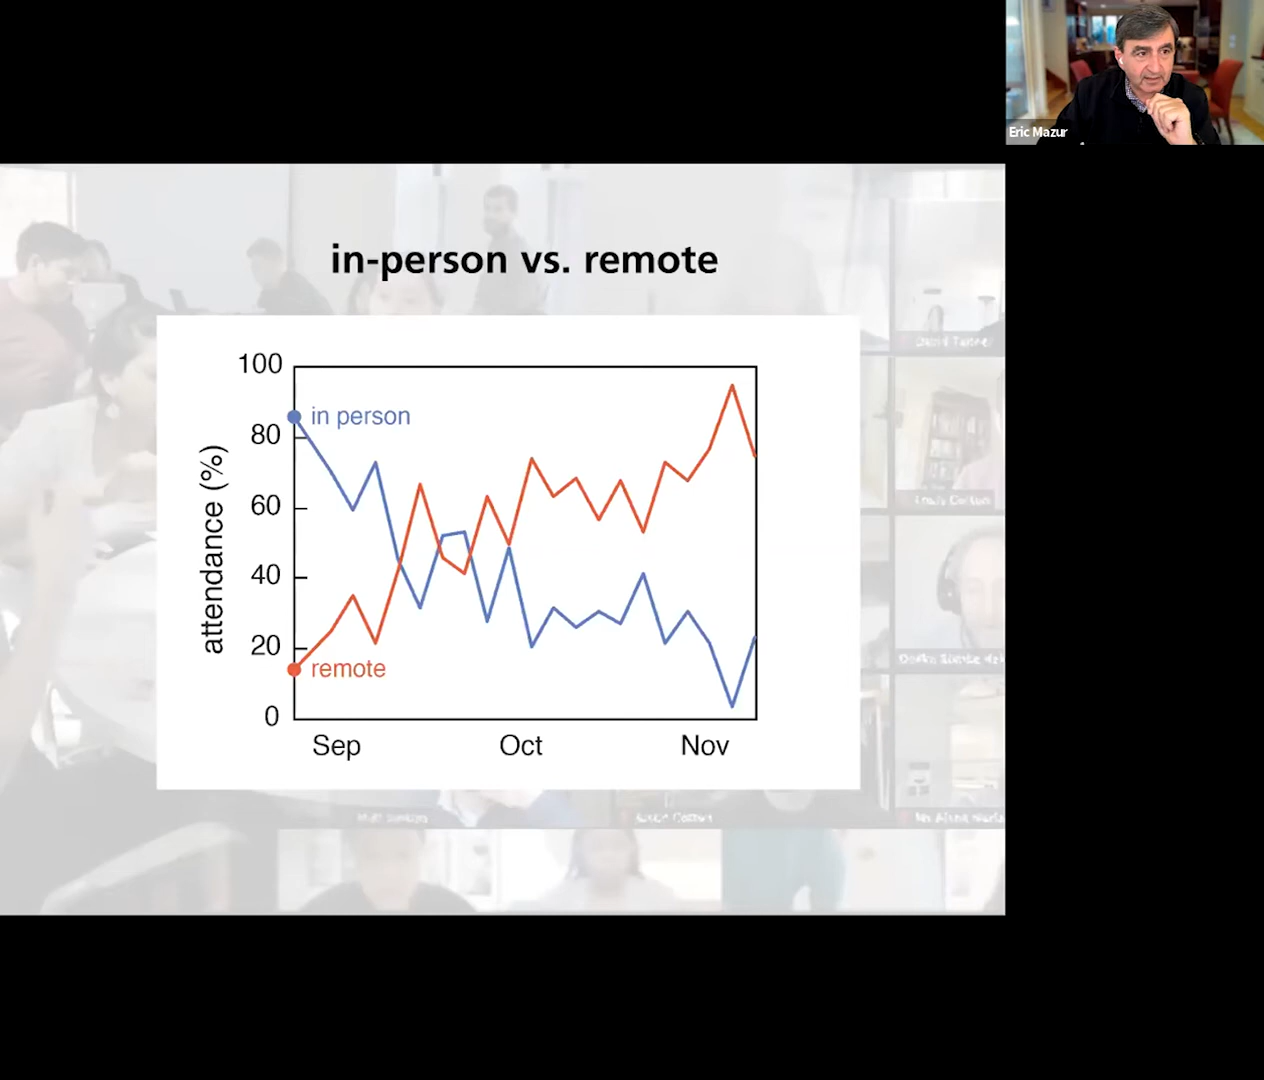 Eric Mazur
in-person vs. remote
100
80
60
40
20
0
attendance (%)
in person
remote
Sep
Oct
Nov